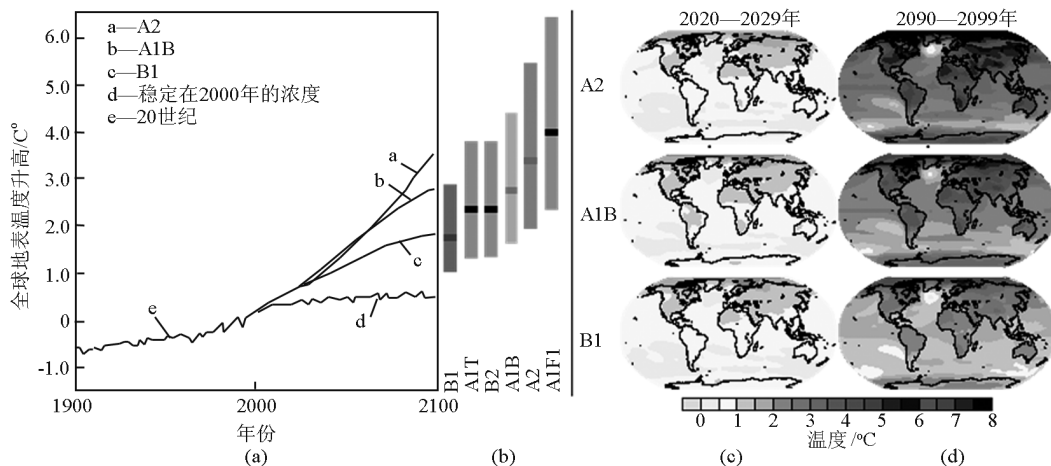 6.0
5.0
4.0
3.0
2.0
1.0
0
-1.0
全球地表温度升高/C°
a—A2
b—A1B
c—B1
d—稳定在2000年的浓度
e—20世纪
a
b
c
d
e
1900
2000
2100
年份
(a)
B1
A1T
B2
A1B
A2
A1F1
(b)
2020—2029年
2090—2099年
A2
A1B
B1
0 1 2 3 4 5 6 7 8
温度/℃
(c)
(d)